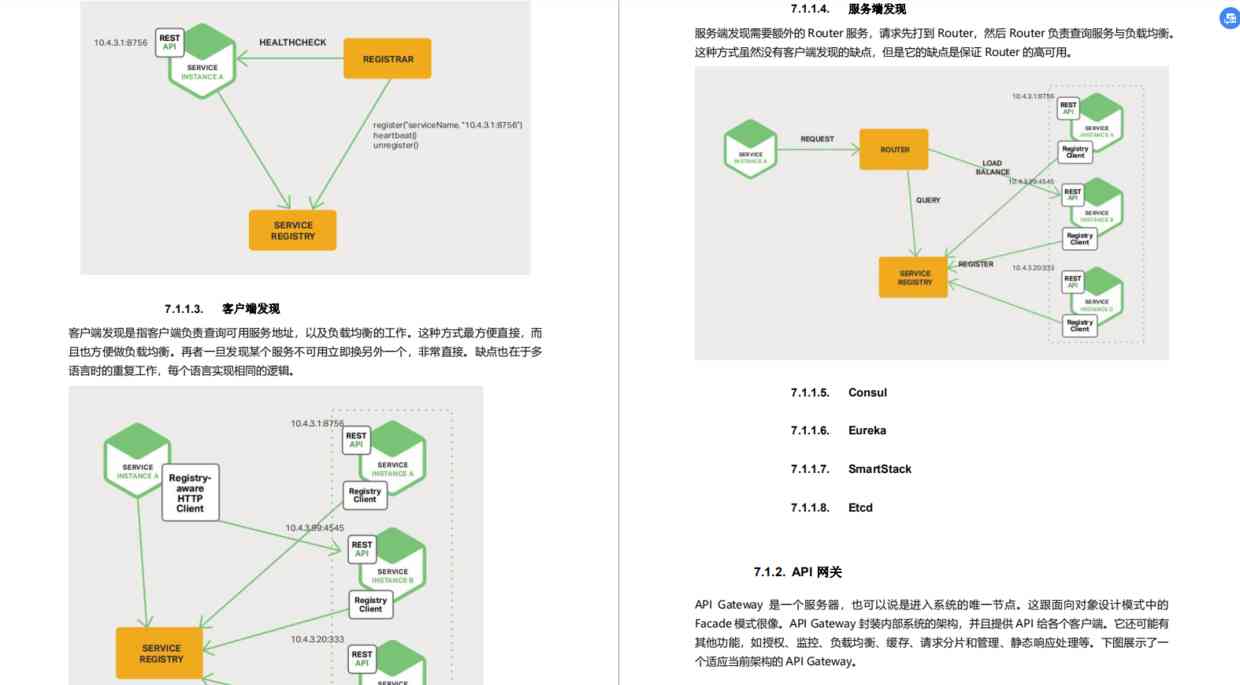 10.4.3.1:8756
REST
API
SERVICE
INSTANCE A
HEALTHCHECK
REGISTRAR
register("serviceName, "10.4.3.1:8756")
heartbeat()
unregister()
SERVICE
REGISTRY
7.1.1.3. 客户端发现
客户端发现是指客户端负责查询可用服务地址，以及负载均衡的工作。这种方式最方便直接，而
且也方便做负载均衡。再者一旦发现某个服务不可用立即换另外一个，非常直接。缺点也在于多
语言时的重复工作，每个语言实现相同的逻辑。
SERVICE
INSTANCE A
Registry-
aware
HTTP
Client
10.4.3.1:8756
REST
API
SERVICE
INSTANCE A
Registry
Client
10.4.3.99:4545
REST
API
SERVICE
INSTANCE B
Registry
Client
10.4.3.20:333
REST
API
SERVICE
SERVICE
REGISTRY
7.1.1.4. 服务端发现
服务端发现需要额外的 Router 服务，请求先打到 Router，然后 Router 负责查询服务与负载均衡。
这种方式虽然没有客户端发现的缺点，但是它的缺点是保证 Router 的高可用。
SERVICE
INSTANCE A
REQUEST
ROUTER
LOAD
BALANCE
QUERY
SERVICE
REGISTRY
REGISTER
10.4.3.1:8756
REST
API
SERVICE
INSTANCE A
Registry
Client
10.4.3.99:4545
REST
API
SERVICE
INSTANCE B
Registry
Client
10.4.3.20:333
REST
API
SERVICE
INSTANCE C
Registry
Client
7.1.1.5. Consul
7.1.1.6. Eureka
7.1.1.7. SmartStack
7.1.1.8. Etcd
7.1.2. API 网关
API Gateway 是一个服务器，也可以说是进入系统的唯一节点。这跟面向对象设计模式中的
Facade 模式很像。API Gateway 封装内部系统的架构，并且提供 API 给各个客户端。它还可能有
其他功能，如授权、监控、负载均衡、缓存、请求分片和管理、静态响应处理等。下图展示了一
个适应当前架构的 API Gateway。